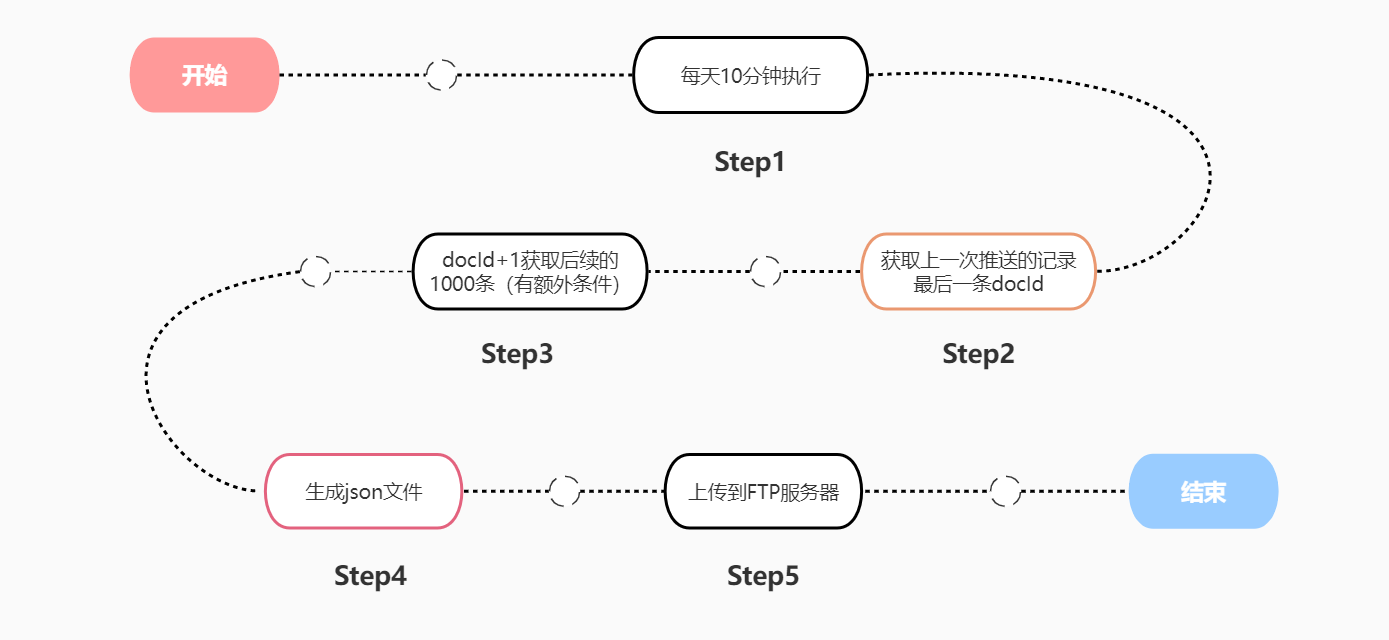 开始
每天10分钟执行
Step1
获取上一次推送的记录
最后一条docId
Step2
docId+1获取后续的
1000条（有额外条件）
Step3
生成json文件
Step4
上传到FTP服务器
Step5
结束